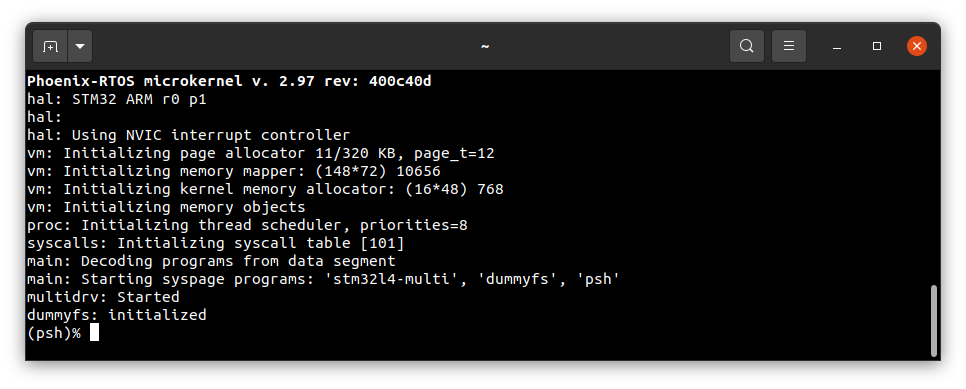 ~
Phoenix-RTOS microkernel v. 2.97 rev: 400c40d
hal: STM32 ARM r0 p1
hal:
hal: Using NVIC interrupt controller
vm: Initializing page allocator 11/320 KB, page_t=12
vm: Initializing memory mapper: (148*72) 10656
vm: Initializing kernel memory allocator: (16*48) 768
vm: Initializing memory objects
proc: Initializing thread scheduler, priorities=8
syscalls: Initializing syscall table [101]
main: Decoding programs from data segment
main: Starting syspage programs: 'stm32l4-multi', 'dummyfs', 'psh'
multidrv: Started
dummyfs: initialized
(psh)%